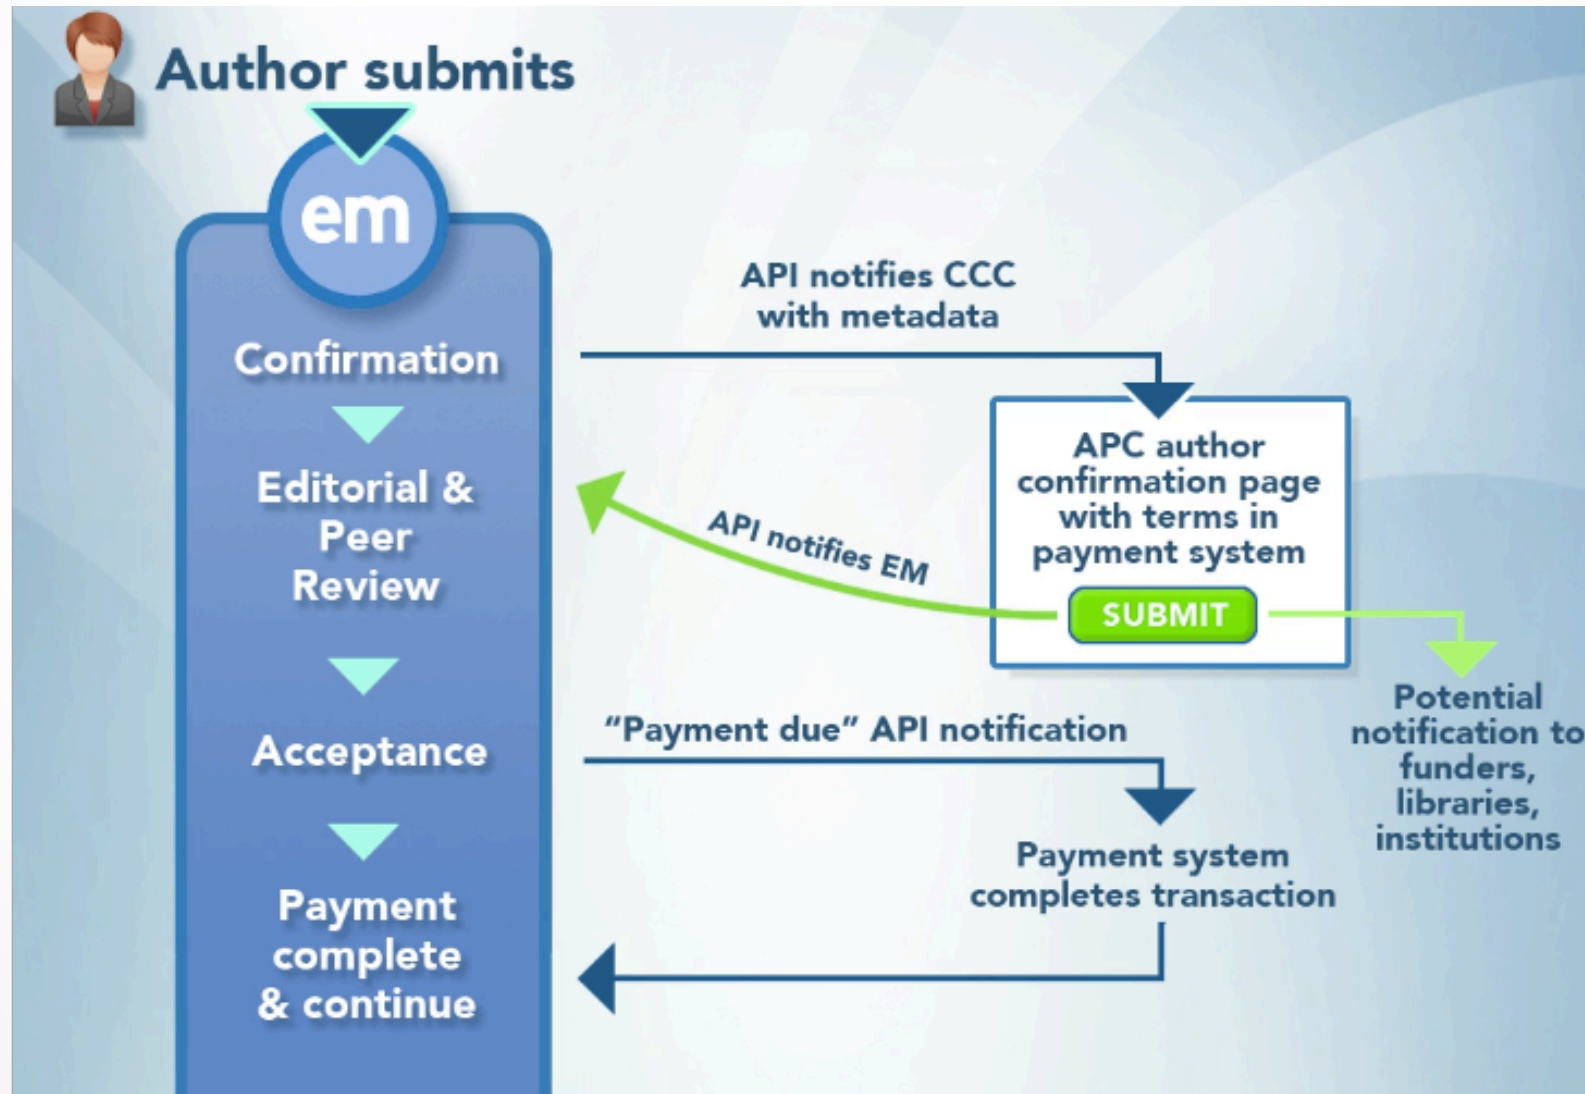 Author submits
em
Confirmation
Editorial &
Peer
Review
Acceptance
Payment
complete
& continue
API notifies CCC
with metadata
APC author
confirmation page
with terms in
payment system
SUBMIT
API notifies EM
Potential
notification to
funders,
libraries,
institutions
“Payment due” API notification
Payment system
completes transaction